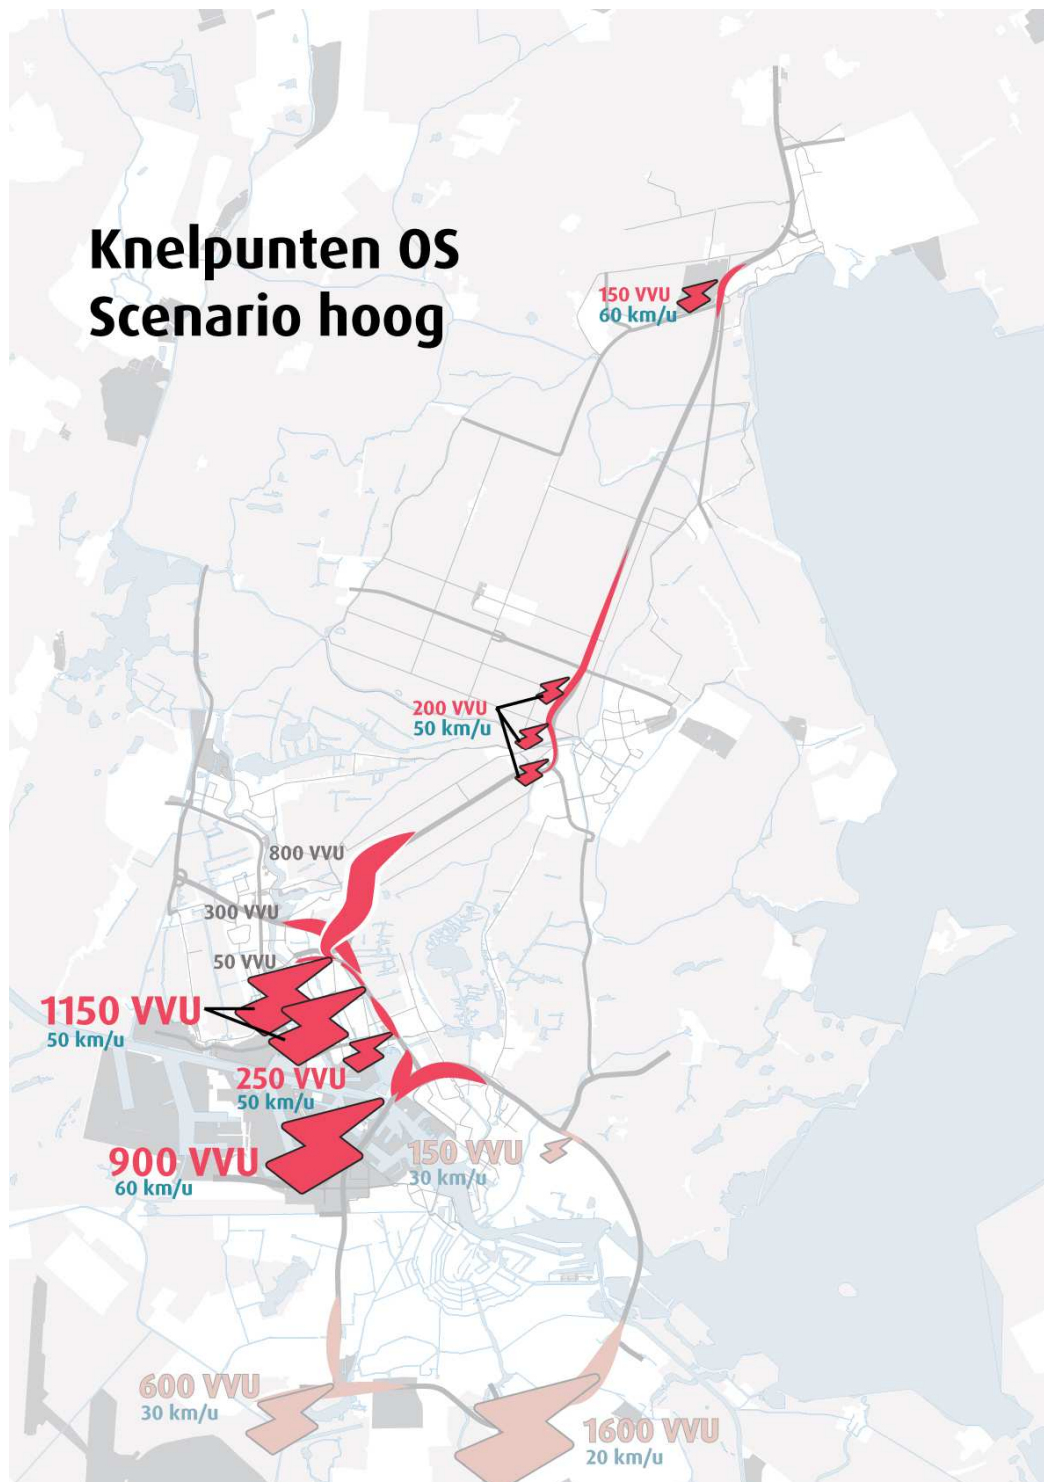 Knelpunten OS
Scenario hoog
150 VVU
60 km/u
200 VVU
50 km/u
800 VVU
300 VVU
50 VVU
1150 VVU
50 km/u
250 VVU
50 km/u
900 VVU
60 km/u
150 VVU
30 km/u
600 VVU
30 km/u
1600 VVU
20 km/u